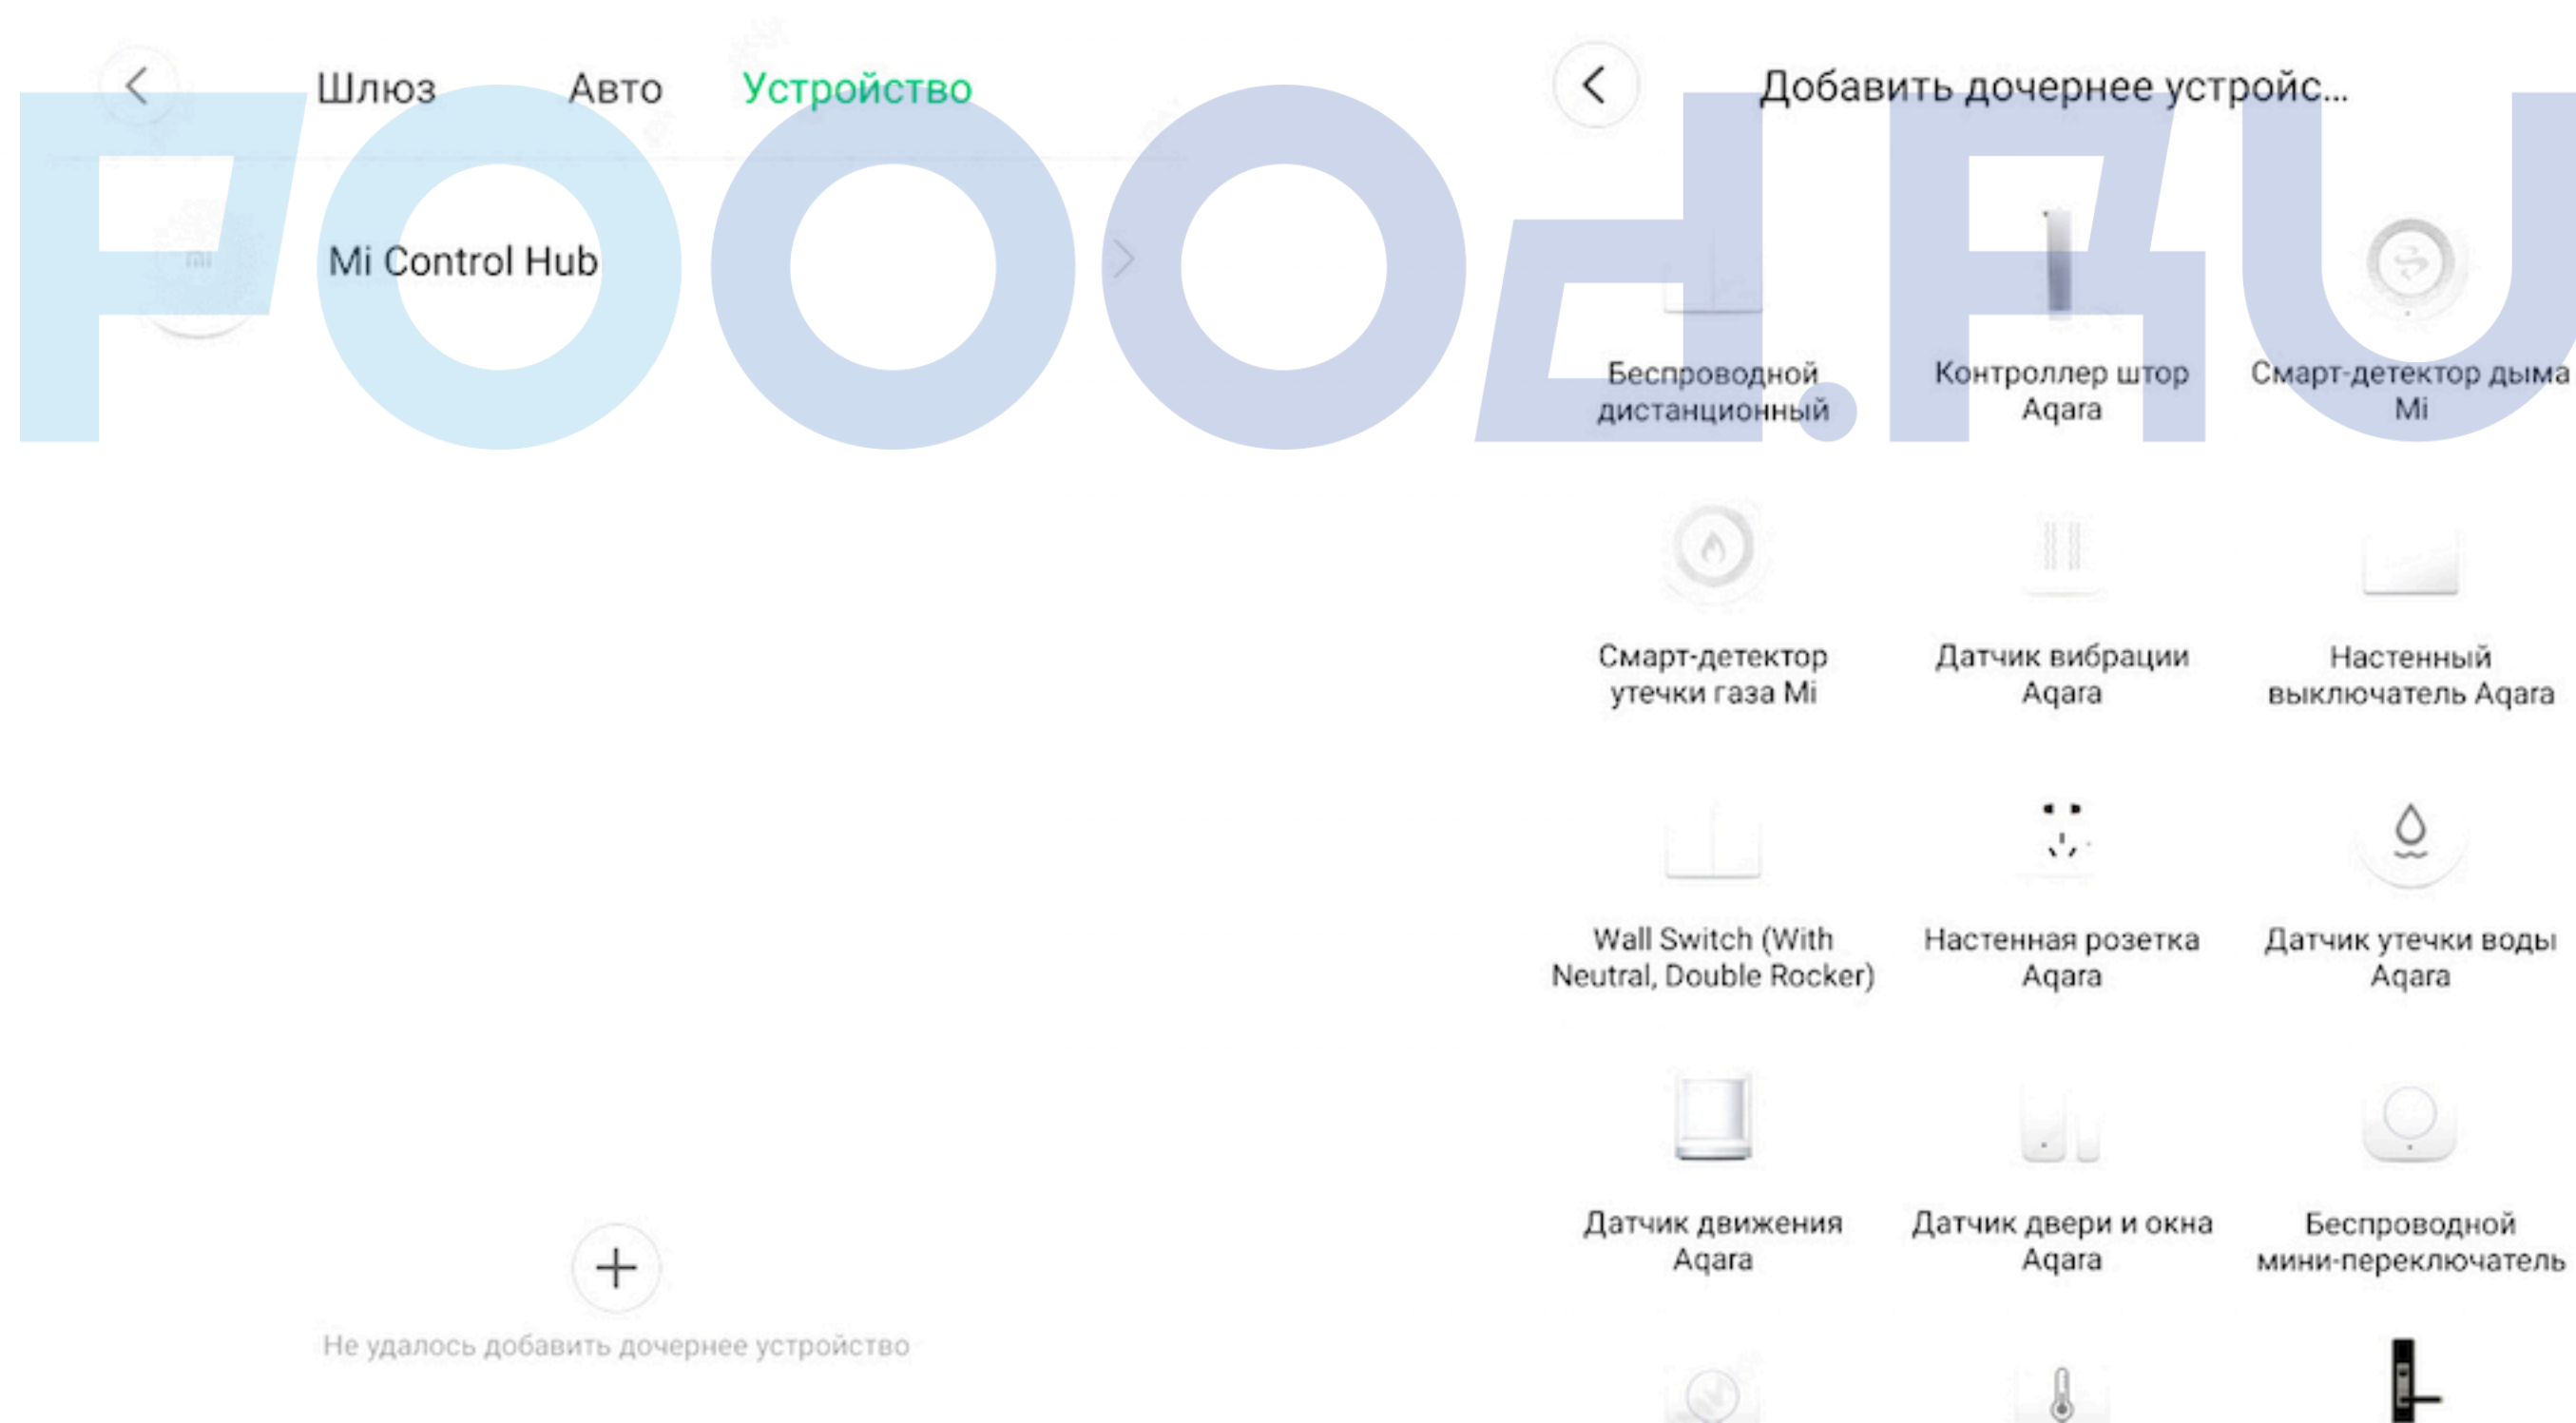 Шлюз Авто Устройство
Mi Control Hub
Не удалось добавить дочернее устройство
Добавить дочернее устройс...
Беспроводной
дистанционный
Контроллер штор
Aqara
Смарт-детектор дыма
Mi
Смарт-детектор
утечки газа Mi
Датчик вибрации
Aqara
Настенный
выключатель Aqara
Wall Switch (With
Neutral, Double Rocker)
Настенная розетка
Aqara
Датчик утечки воды
Aqara
Датчик движения
Aqara
Датчик двери и окна
Aqara
Беспроводной
мини-переключатель